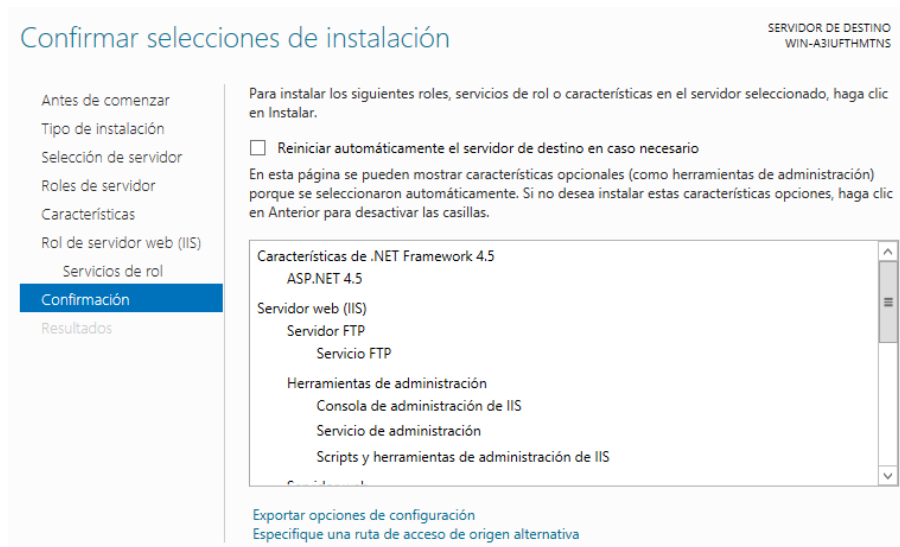 Confirmar selecciones de instalación
SERVIDOR DE DESTINO
WIN-A3IUFTHMTNS
Antes de comenzar
Tipo de instalación
Selección de servidor
Roles de servidor
Características
Rol de servidor web (IIS)
Servicios de rol
Confirmación
Resultados
Para instalar los siguientes roles, servicios de rol o características en el servidor seleccionado, haga clic
en Instalar.
Reiniciar automáticamente el servidor de destino en caso necesario
En esta página se pueden mostrar características opcionales (como herramientas de administración)
porque se seleccionaron automáticamente. Si no desea instalar estas características opciones, haga clic
en Anterior para desactivar las casillas.
Características de .NET Framework 4.5
ASP.NET 4.5
Servidor web (IIS)
Servidor FTP
Servicio FTP
Herramientas de administración
Consola de administración de IIS
Servicio de administración
Scripts y herramientas de administración de IIS
Exportar opciones de configuración
Especifique una ruta de acceso de origen alternativa